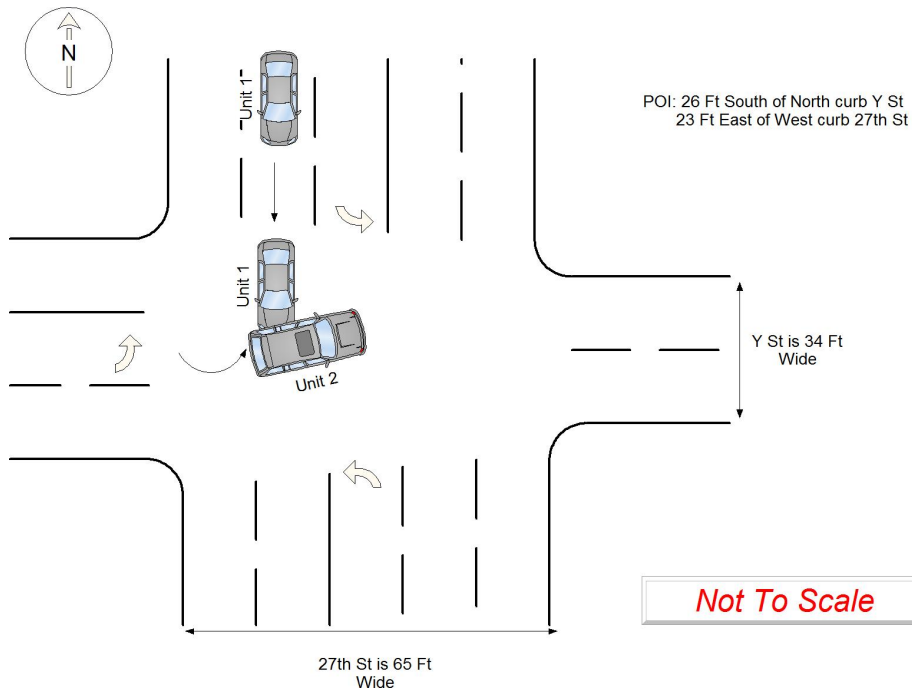 N
Unit 1
POI: 26 Ft South of North curb Y St
23 Ft East of West curb 27th St
Unit 1
Unit 2
Y St is 34 Ft
Wide
Not To Scale
27th St is 65 Ft
Wide